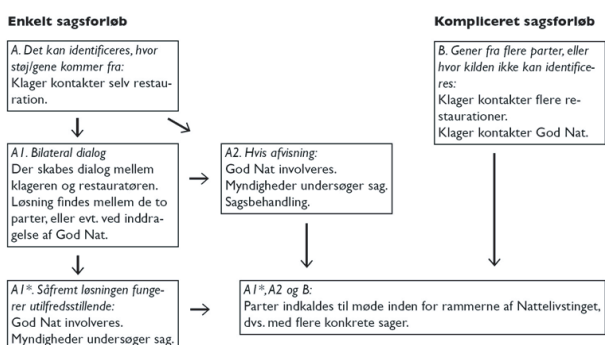 Enkelt sagsforløb
Kompliceret sagsforløb
A. Det kan identificeres, hvor
støj/gene kommer fra:
Klager kontakter selv restau-
ration.
B. Gener fra flere parter, eller
hvor kilden ikke kan identifice-
res:
Klager kontakter flere re-
staurationer.
Klager kontakter God Nat.
A1. Bilateral dialog
Der skabes dialog mellem
klageren og restauratøren.
Løsning findes mellem de to
parter, eller evt. ved inddra-
gelse af God Nat.
A2. Hvis afvisning:
God Nat involveres.
Myndigheder undersøger sag.
Sagsbehandling.
A1*. Såfremt løsningen funge-
rer utilfredsstillende:
God Nat involveres.
Myndigheder undersøger sag.
A1*, A2 og B:
Parter indkaldes til møde inden for rammerne af Nattelivstinget,
dvs. med flere konkrete sager.